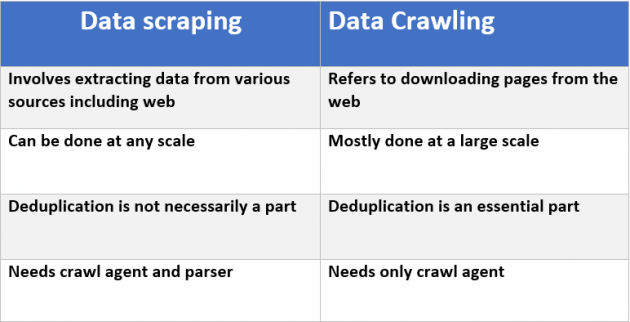 Data scraping
Data Crawling
Involves extracting data from various
sources including web
Refers to downloading pages from the
web
Can be done at any scale
Mostly done at a large scale
Deduplication is not necessarily a part
Deduplication is an essential part
Needs crawl agent and parser
Needs only crawl agent